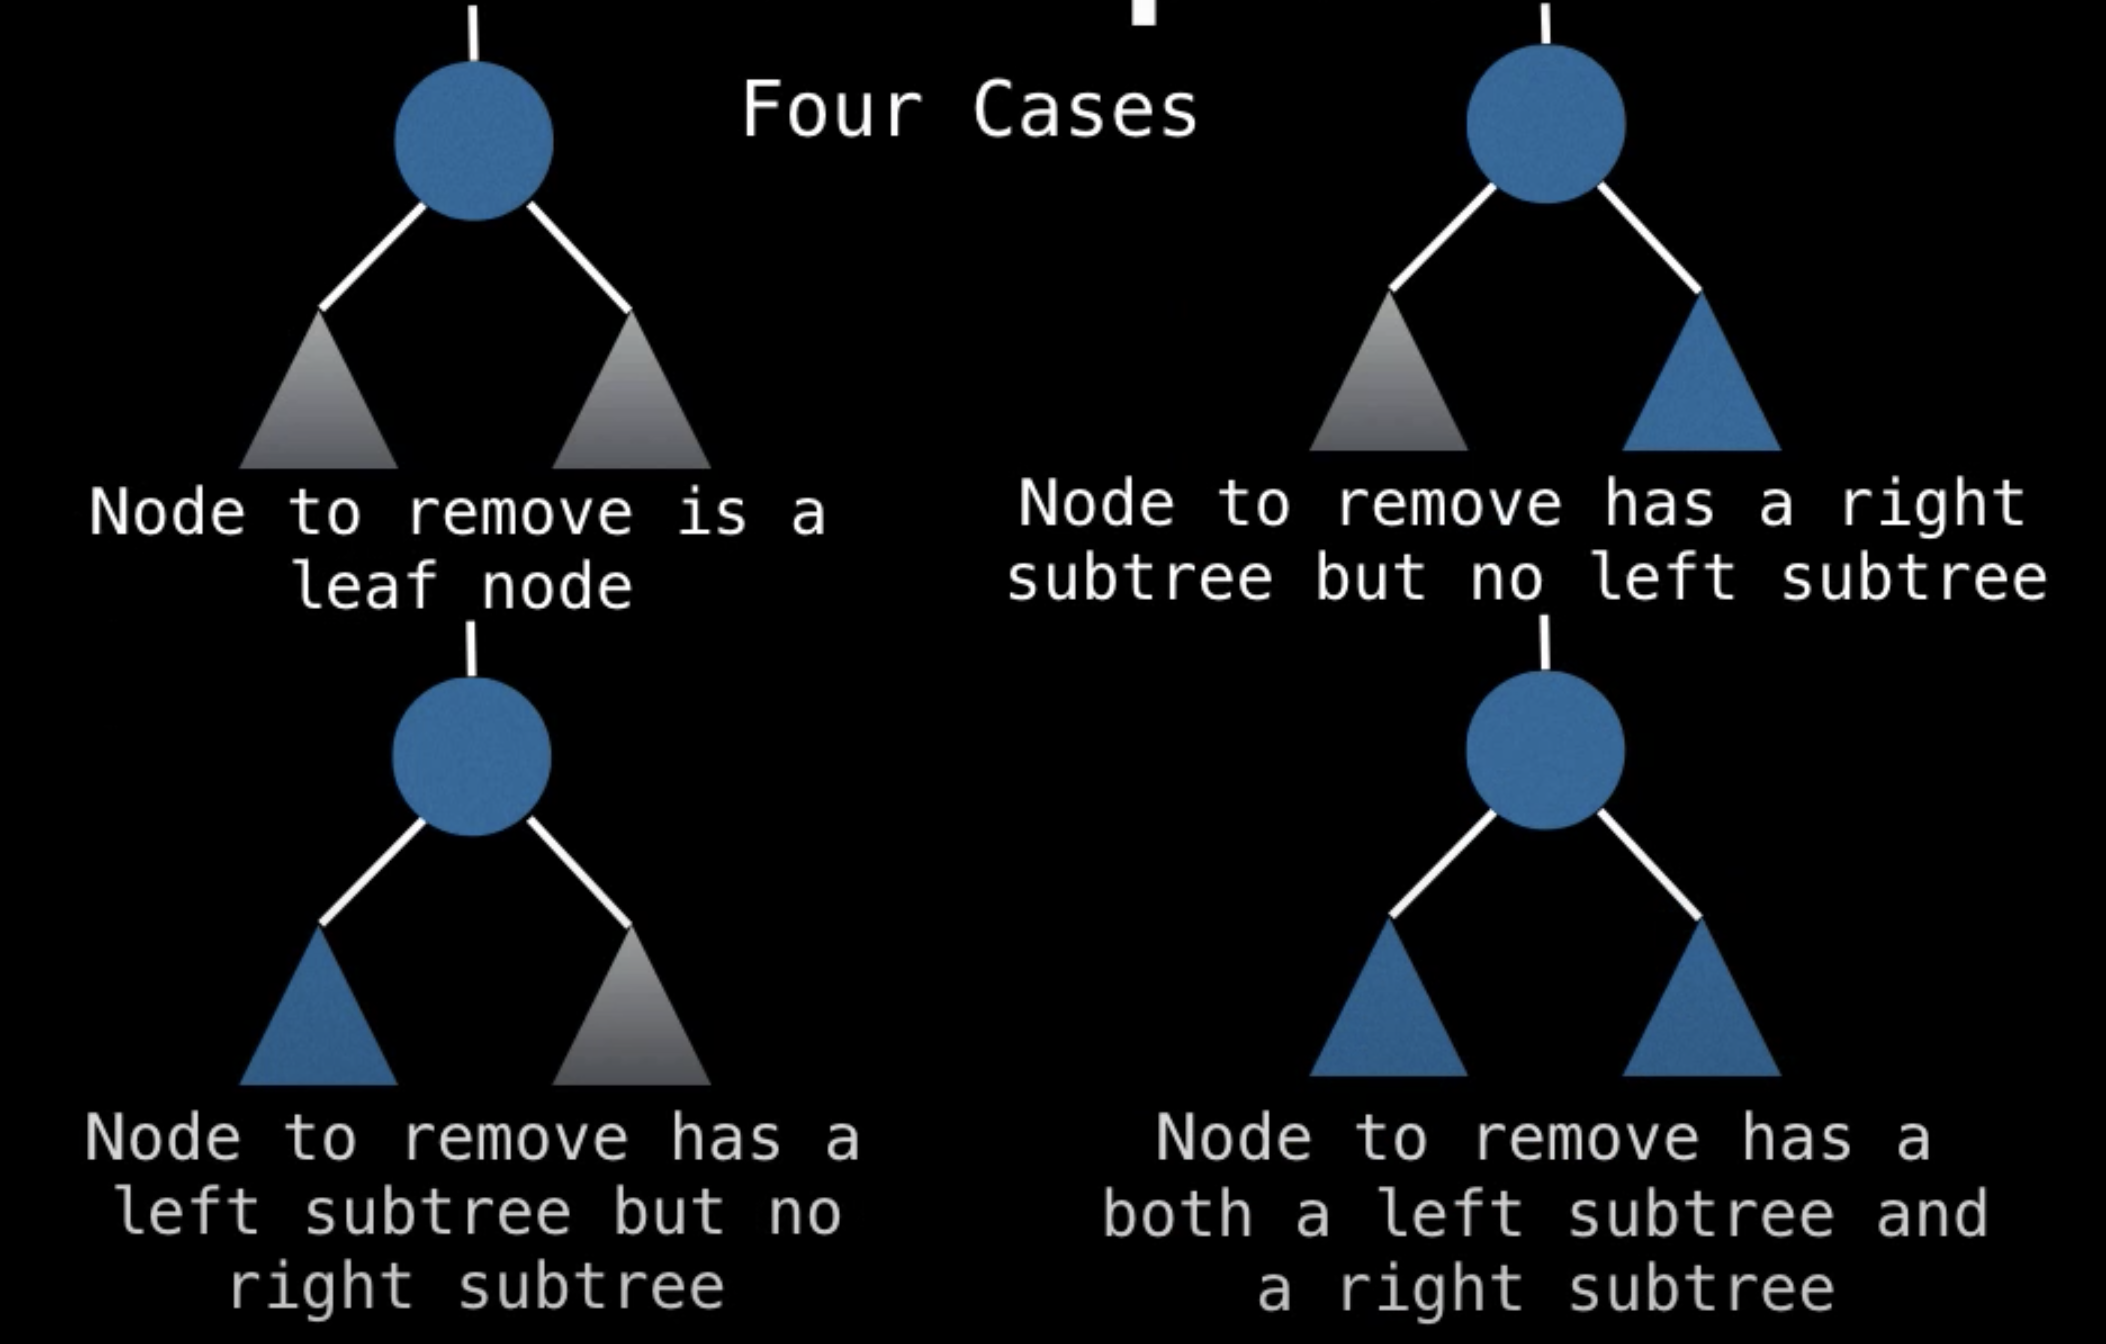 Four Cases
Node to remove is a
leaf node
Node to remove has a right
subtree but no left subtree
Node to remove has a
left subtree but no
right subtree
Node to remove has a
both a left subtree and
a right subtree